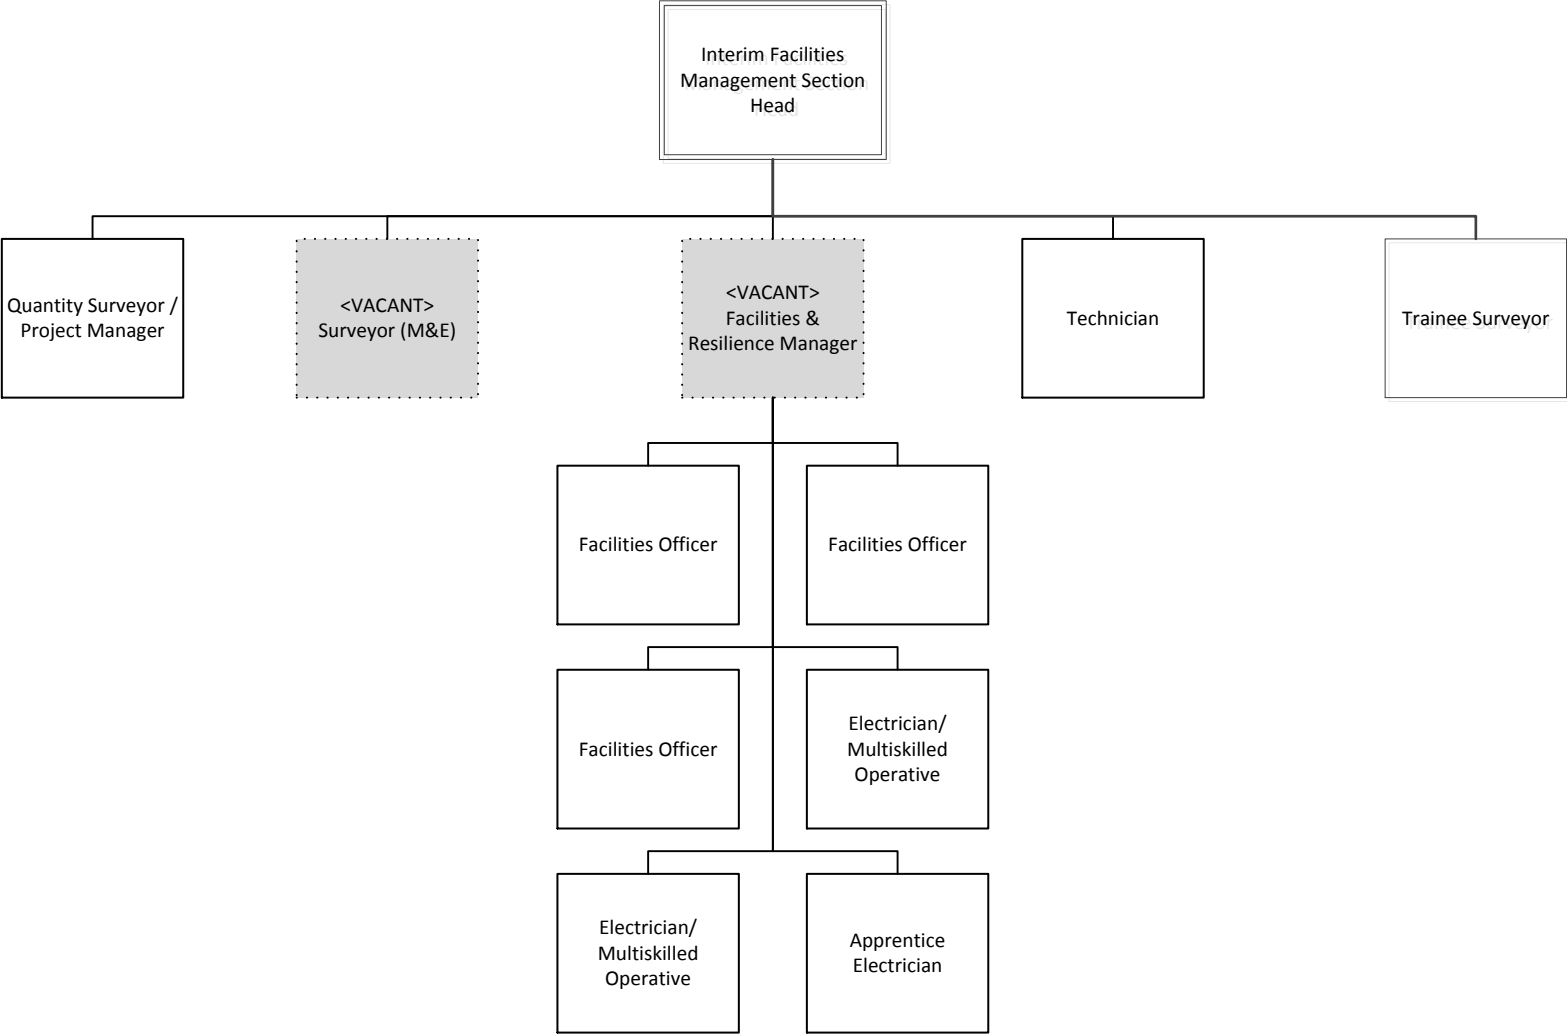 Interim Facilities
Management Section
Head
Quantity Surveyor /
Project Manager
<VACANT>
Surveyor (M&E)
<VACANT>
Facilities &
Resilience Manager
Technician
Trainee Surveyor
Facilities Officer
Facilities Officer
Facilities Officer
Electrician/
Multiskilled
Operative
Electrician/
Multiskilled
Operative
Apprentice
Electrician